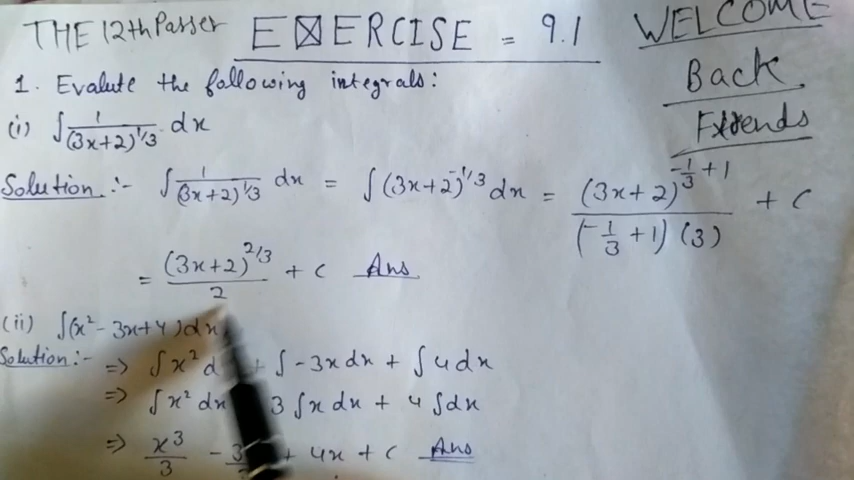 THE 12th Passer EXERCISE = 9.1 WELCOME
Back
Friends
1. Evalute the following integrals:
(i) ∫ 1/(3x+2)^1/3 dx
Solution :- ∫ 1/(3x+2)^1/3 dx = ∫ (3x+2)^-1/3 dx = (3x+2)^(-1/3 + 1) / (-1/3 + 1) (3) + C
= (3x+2)^2/3 / 2 + C Ans
(ii) ∫(x² - 3x+4)dx
Solution :- ⇒ ∫ x² d + ∫ -3x dx + ∫ 4 dx
⇒ ∫ x² dx 3 ∫ x dx + 4 ∫ dx
⇒ x³/3 - 3 + 4x + C Ans